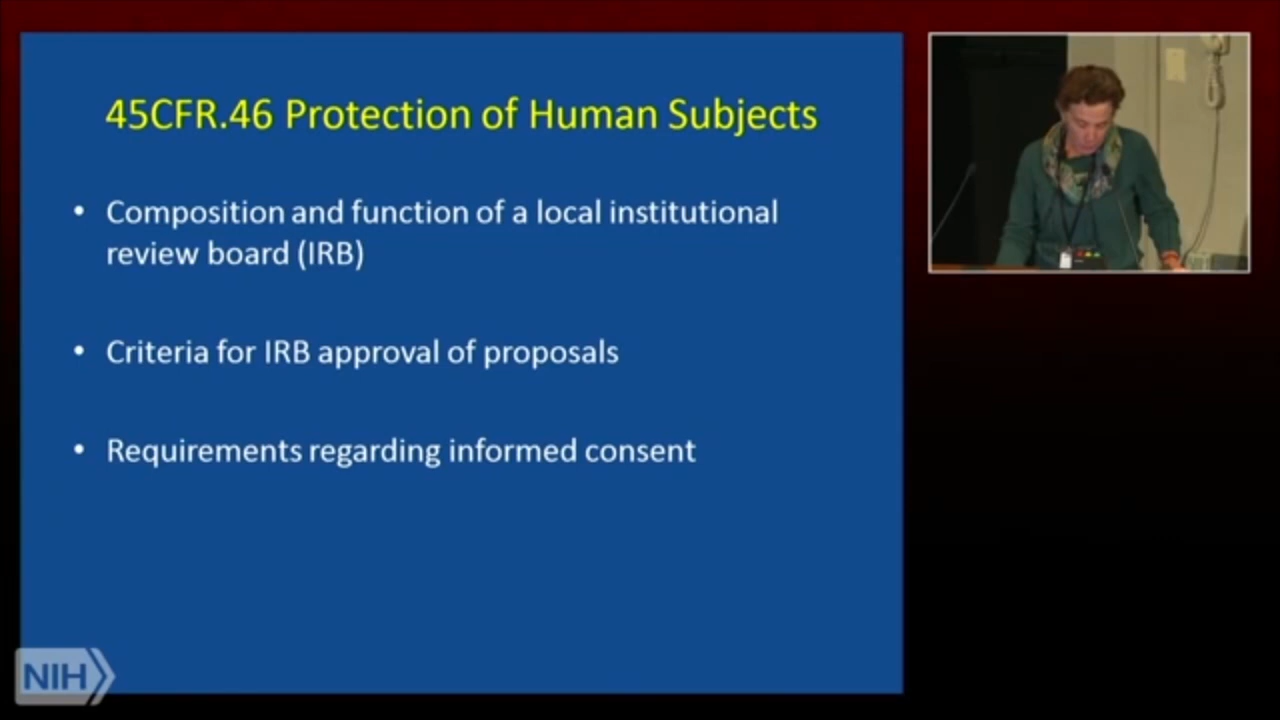 45CFR.46 Protection of Human Subjects
• Composition and function of a local institutional
review board (IRB)
• Criteria for IRB approval of proposals
• Requirements regarding informed consent
NIH